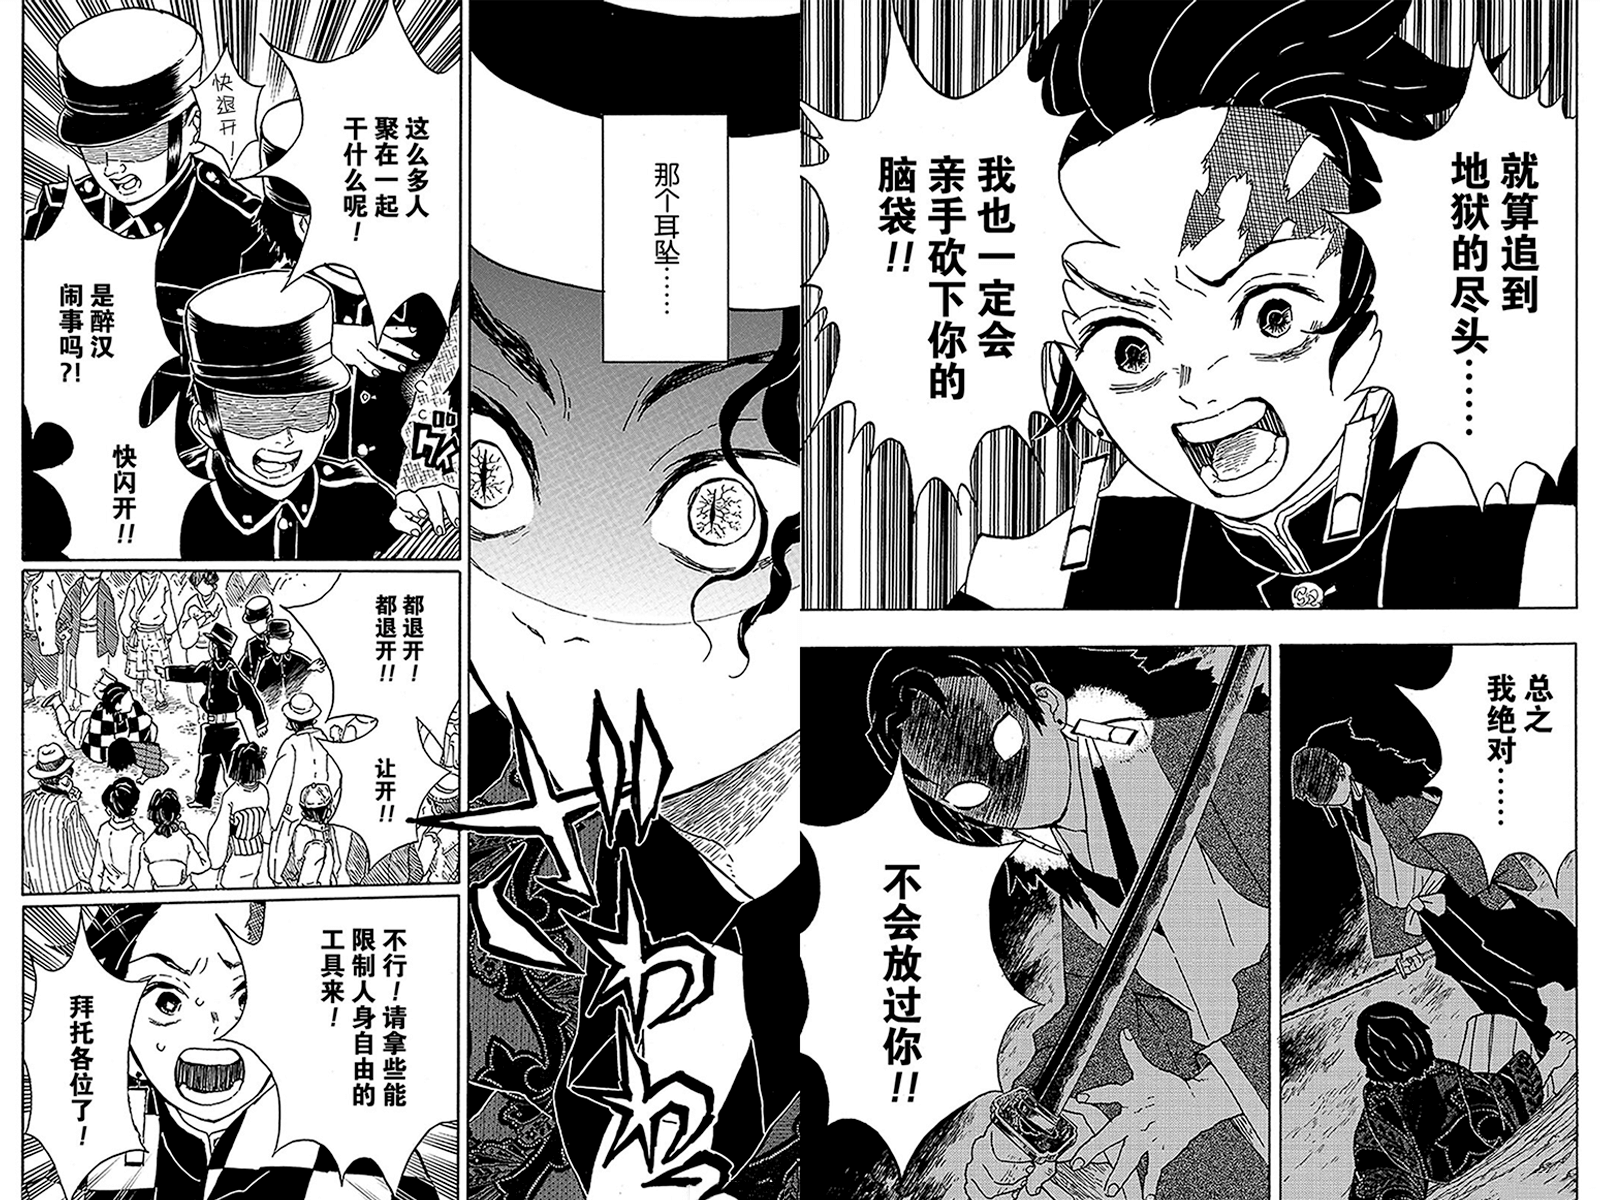 就算追到
地狱的尽头……
我也一定会
亲手砍下你的
脑袋!!
总之
我绝对……
不会放过你!!
那个耳坠……
ザワ
ザワ
快退开!
这么多人
聚在一起
干什么呢!
是醉汉
闹事吗?!
快闪开!!
都退开!
都退开!!
让开!!
不行!请拿些能
限制人身自由的
工具来!
拜托各位了!